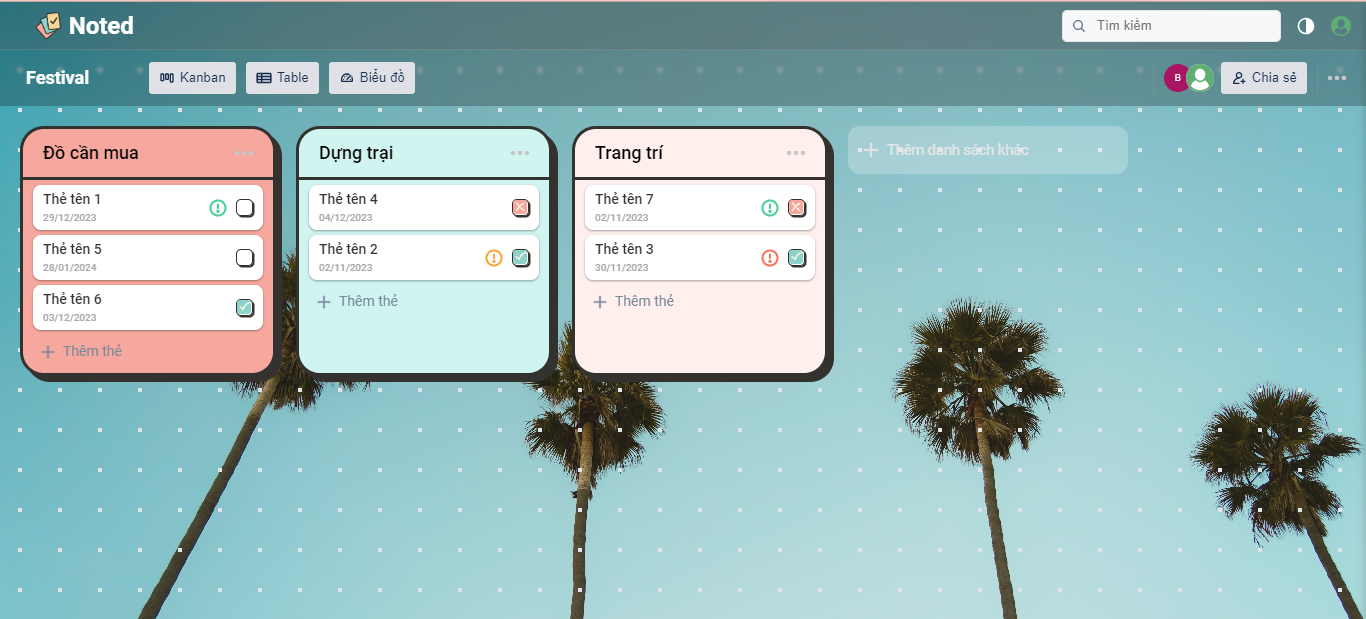 Noted
Tìm kiếm
Festival
Kanban
Table
Biểu đồ
B
Chia sẻ
Đồ cần mua
Thẻ tên 1
29/12/2023
Thẻ tên 5
28/01/2024
Thẻ tên 6
03/12/2023
Thêm thẻ
Dựng trại
Thẻ tên 4
04/12/2023
Thẻ tên 2
02/11/2023
Thêm thẻ
Trang trí
Thẻ tên 7
02/11/2023
Thẻ tên 3
30/11/2023
Thêm thẻ
Thêm danh sách khác